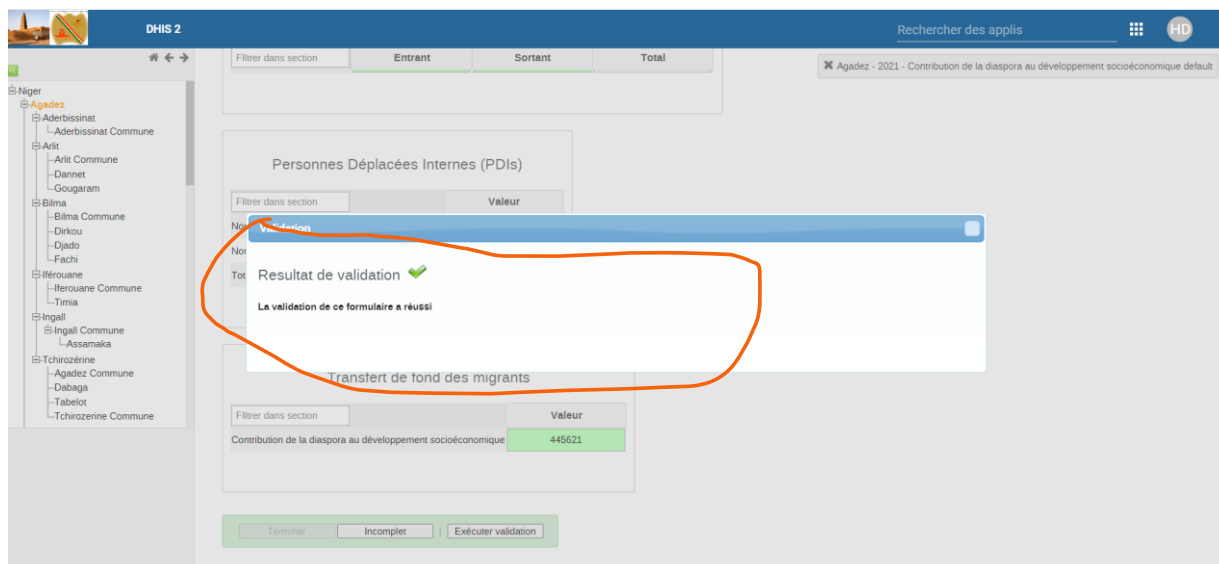 DHIS 2
Rechercher des applis
HD
Niger
Agadez
Aderbissinat
Aderbissinat Commune
Arlit
Arlit Commune
Dannet
Gougaram
Bilma
Bilma Commune
Dirkou
Djado
Fachi
Iférouane
Iferouane Commune
Timia
Ingall
Ingall Commune
Assamaka
Tchirozérine
Agadez Commune
Dabaga
Tabelot
Tchirozerine Commune
Filtrer dans section Entrant Sortant Total
Agadez - 2021 - Contribution de la diaspora au développement socioéconomique default
Personnes Déplacées Internes (PDIs)
Filtrer dans section Valeur
Validation
Resultat de validation
La validation de ce formulaire a réussi
Transfert de fond des migrants
Filtrer dans section Valeur
Contribution de la diaspora au développement socioéconomique 445621
Terminer Incomplet | Exécuter validation